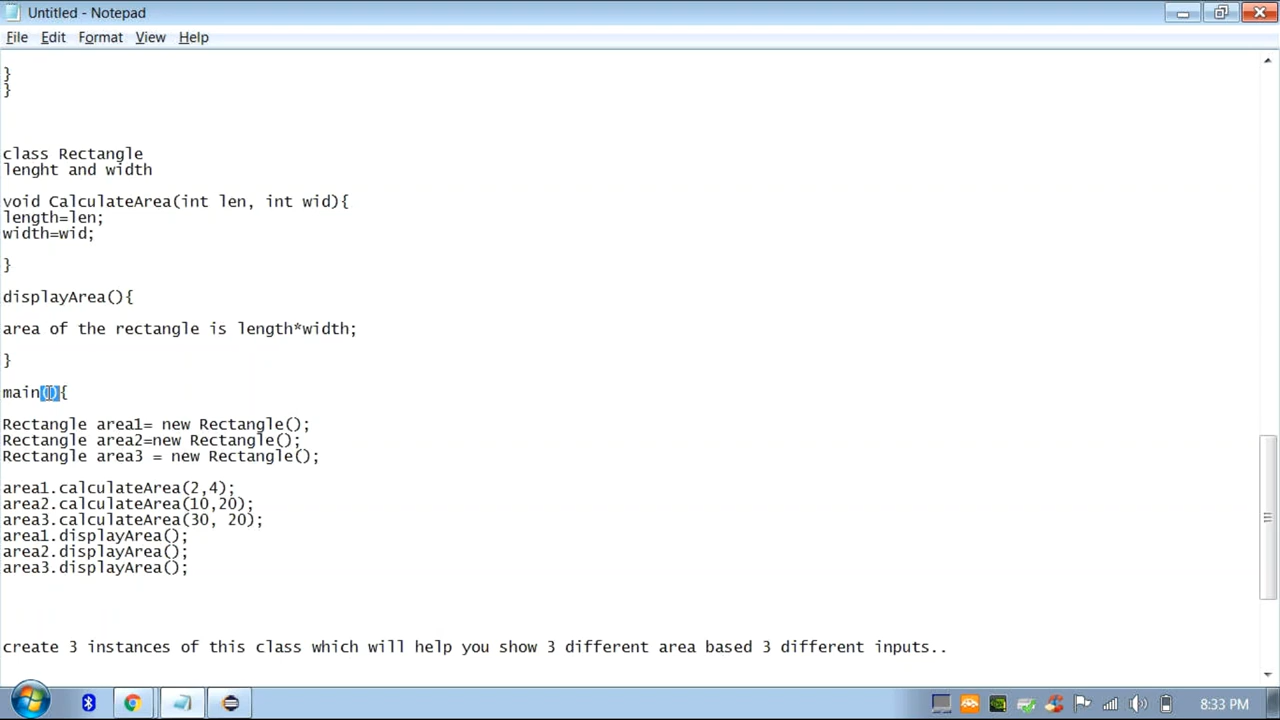 Untitled - Notepad
File Edit Format View Help
}
}
class Rectangle
lenght and width
void CalculateArea(int len, int wid){
length=len;
width=wid;
}
displayArea(){
area of the rectangle is length*width;
}
main(){
Rectangle area1= new Rectangle();
Rectangle area2=new Rectangle();
Rectangle area3 = new Rectangle();
area1.calculateArea(2,4);
area2.calculateArea(10,20);
area3.calculateArea(30, 20);
area1.displayArea();
area2.displayArea();
area3.displayArea();
create 3 instances of this class which will help you show 3 different area based 3 different inputs..
8:33 PM